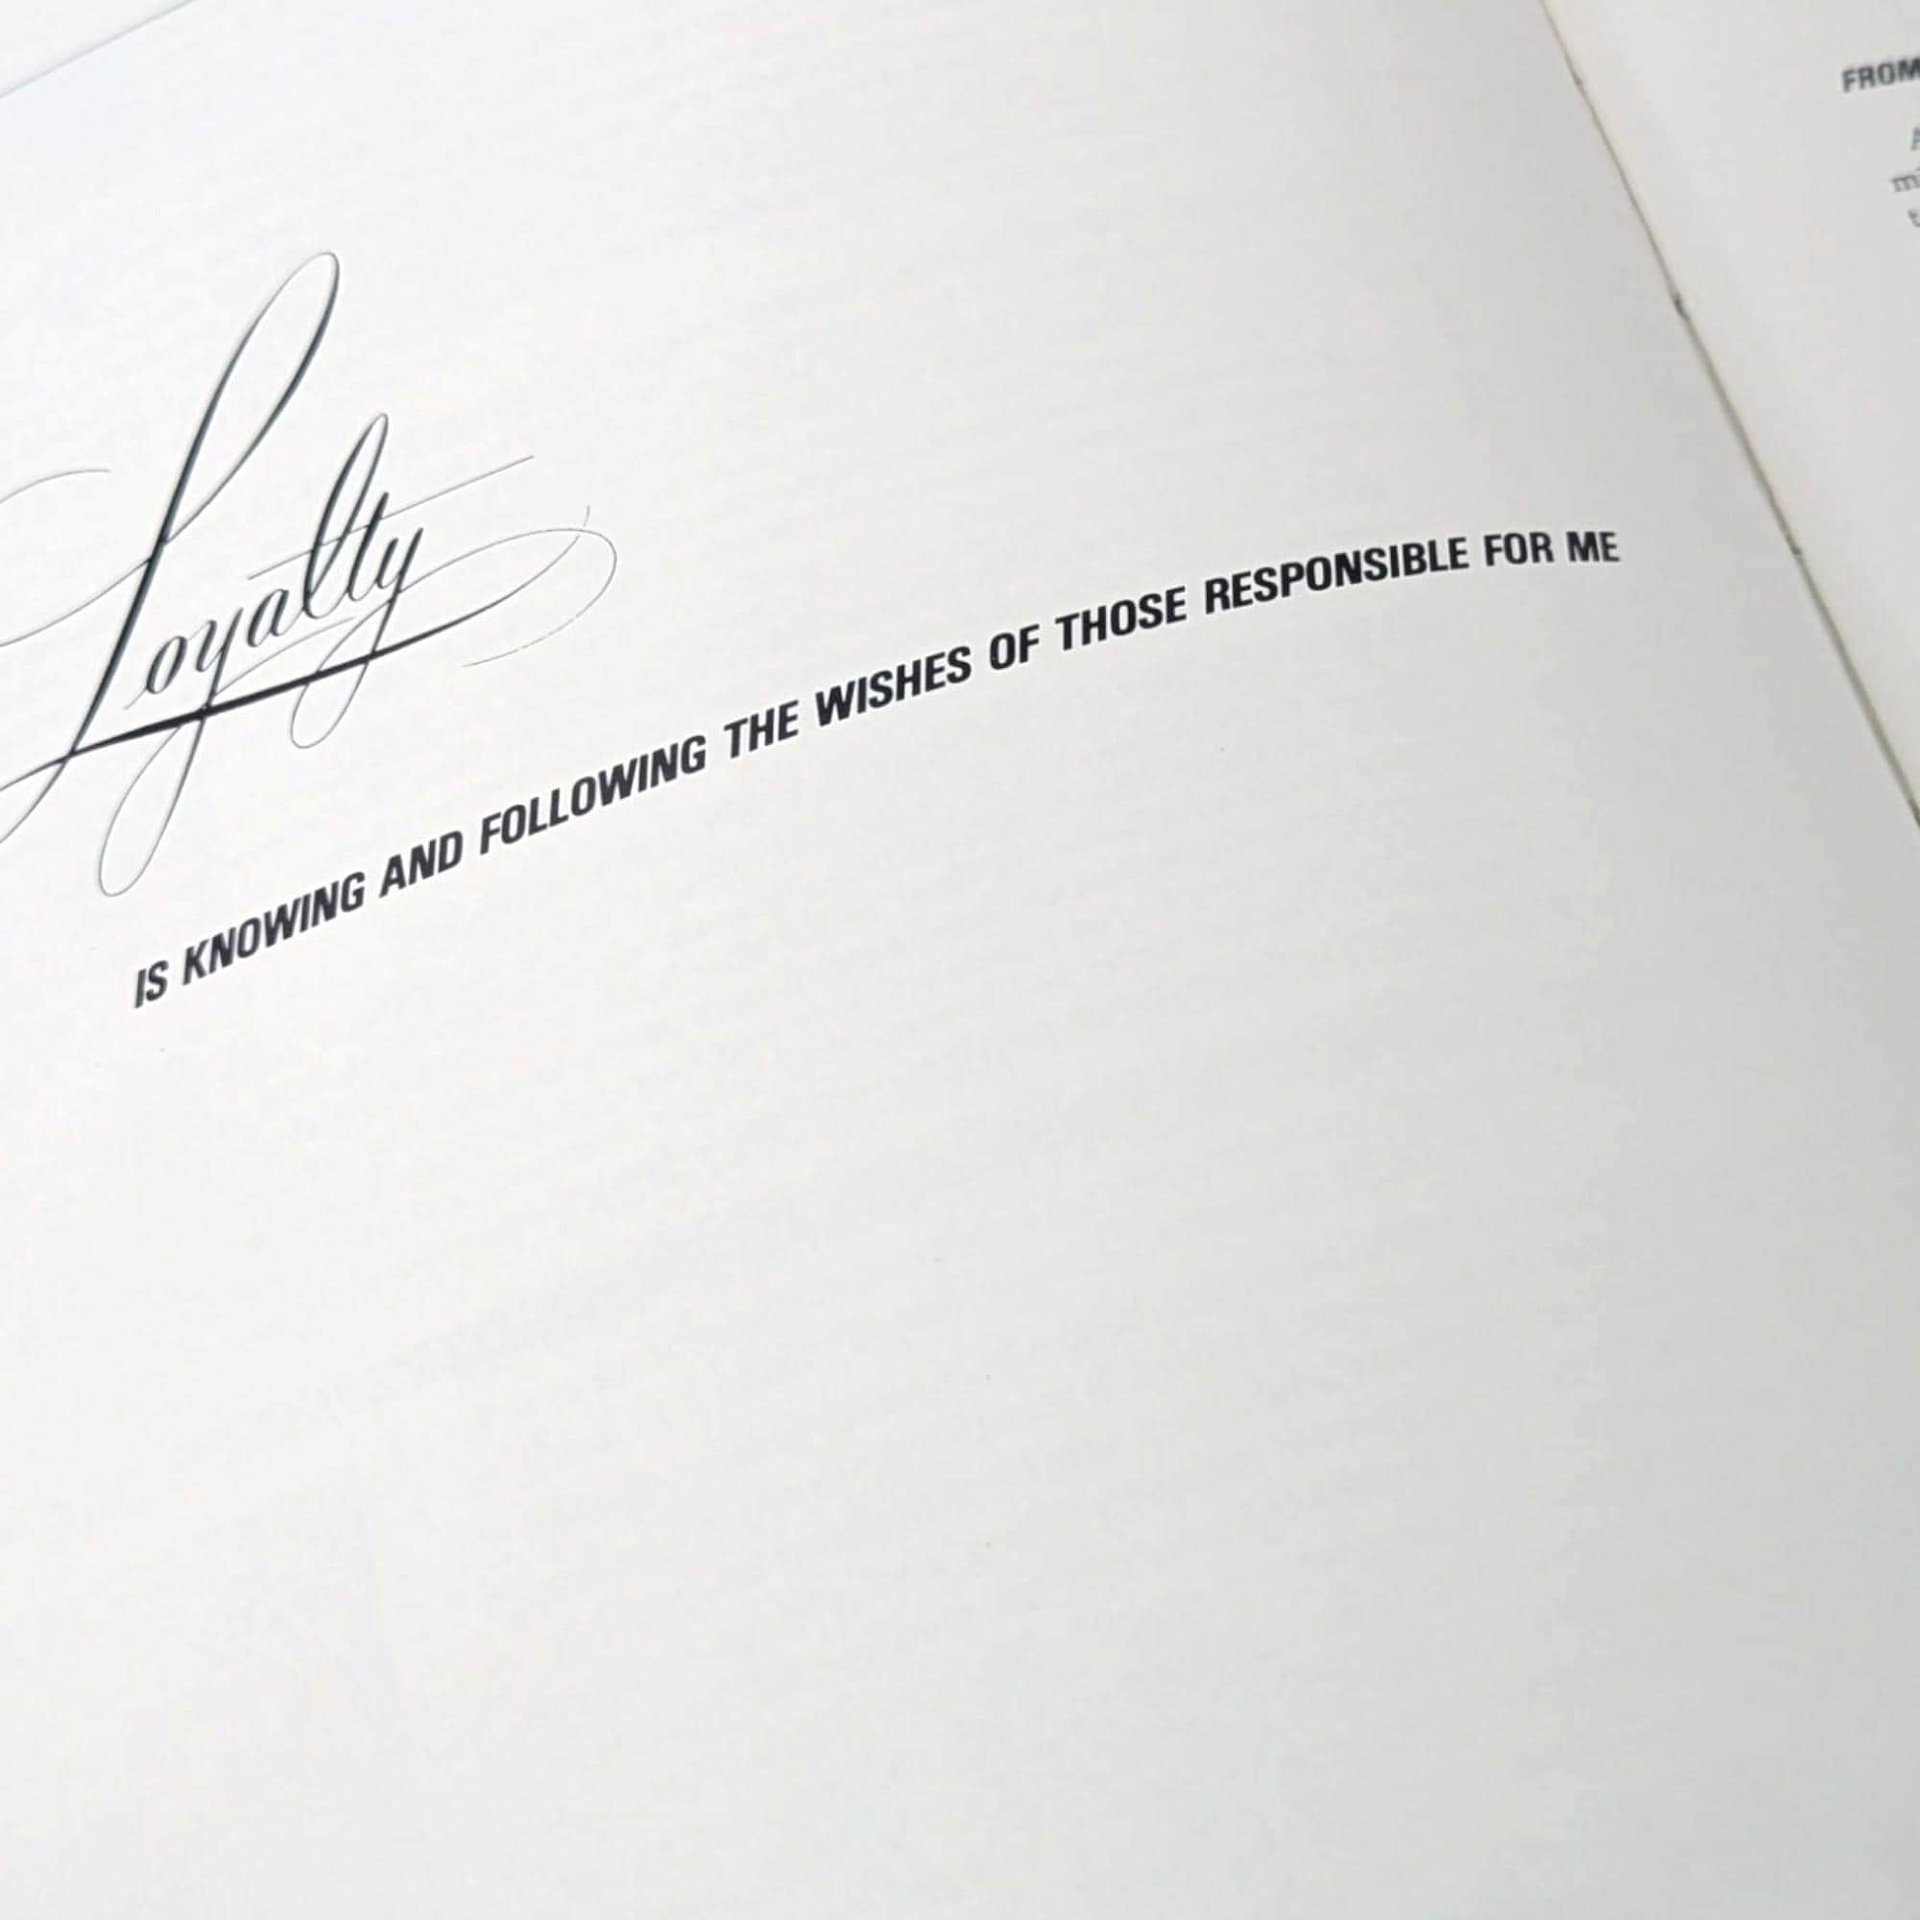 Loyalty
IS KNOWING AND FOLLOWING THE WISHES OF THOSE RESPONSIBLE FOR ME
FROM